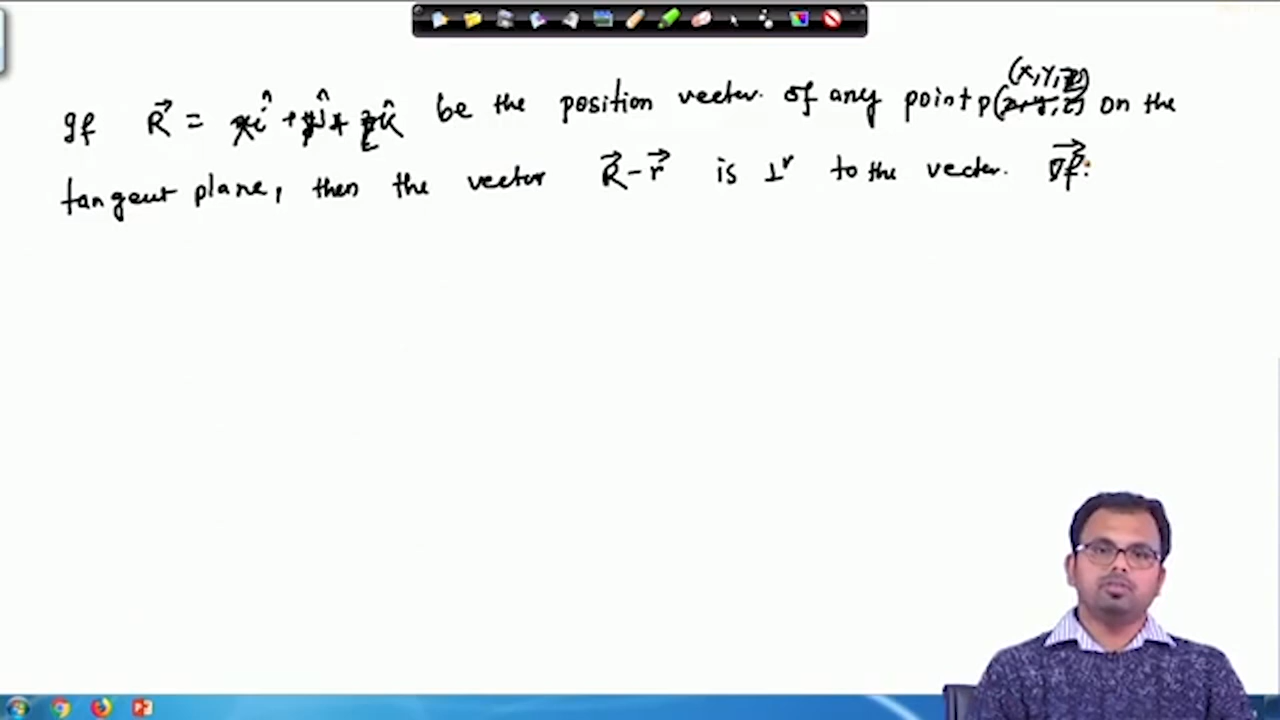 If R⃗ = Xî + Yĵ + Zk̂ be the position vector. of any point P(X,Y,Z) on the
tangent plane, then the vector R⃗ - r⃗ is ⊥r to the vector. ∇⃗f.